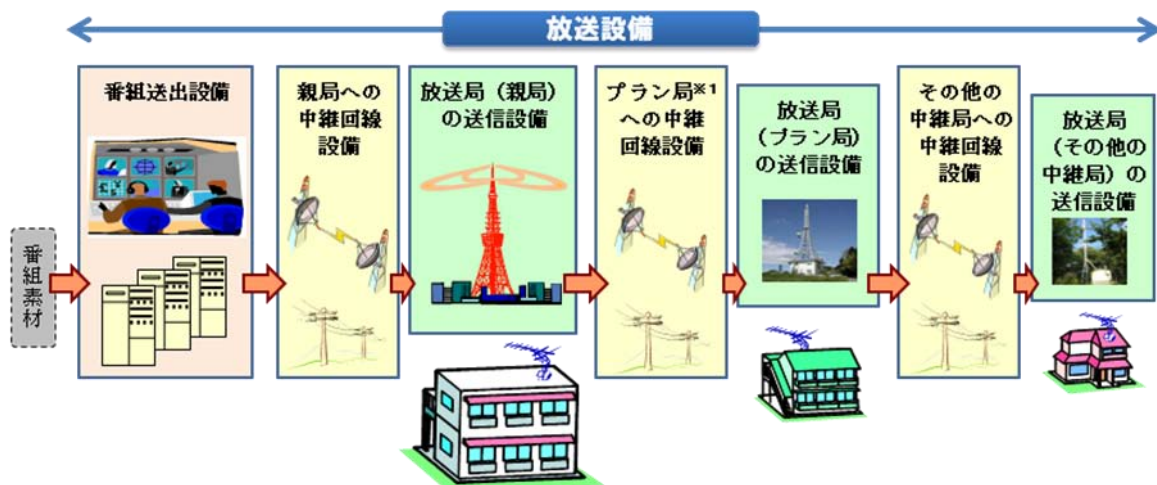 放送設備
番組素材
番組送出設備
親局への
中継回線
設備
放送局（親局）
の送信設備
プラン局※1
への中継
回線設備
放送局
（プラン局）
の送信設備
その他の
中継局への
中継回線
設備
放送局
（その他の
中継局）の
送信設備